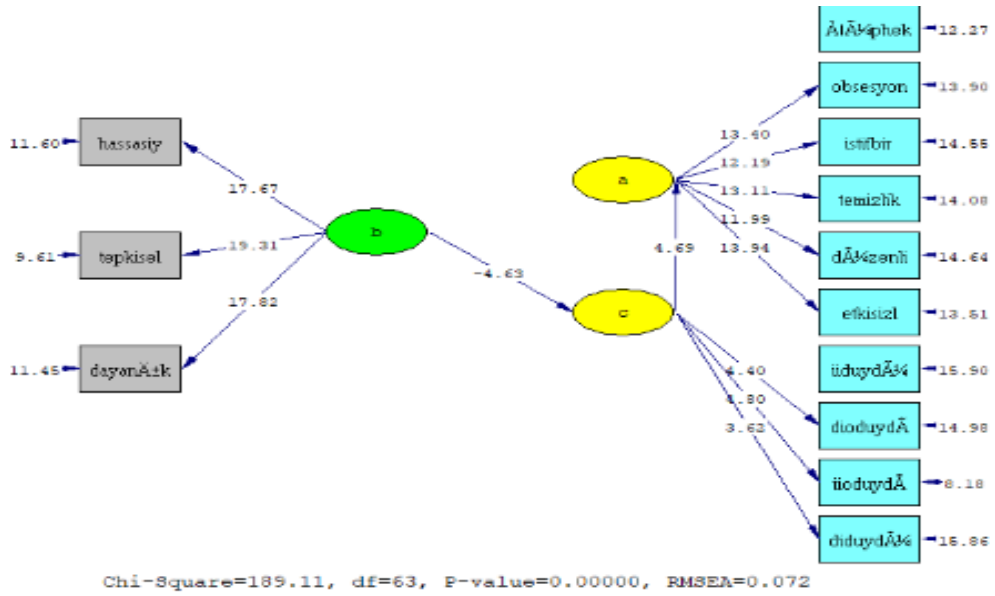 Ã¼phek 12.27
obsesyon 13.90
hassasiy 11.60
13.40
istifbir 14.55
12.19
a
temizlik 14.08
13.11
17.67
11.99
b
tepkisel 9.61
19.31
dÃ¼zenli 14.64
13.94
4.69
-4.63
17.82
c
etkisizl 13.51
dayanÄ±k 11.45
üduydÃ¼ 15.90
4.40
4.80
dioduydÃ 14.98
3.62
üoduydÃ 8.18
diduydÃ¼ 15.86
Chi-Square=189.11, df=63, P-value=0.00000, RMSEA=0.072